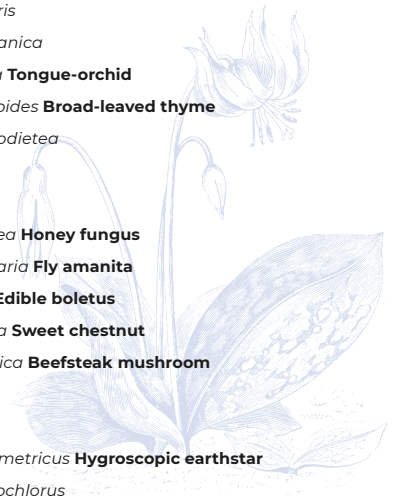 ris
anica
Tongue-orchid
oides Broad-leaved thyme
odietea
ea Honey fungus
aria Fly amanita
Edible boletus
a Sweet chestnut
ica Beefsteak mushroom
metricus Hygroscopic earthstar
ochlorus